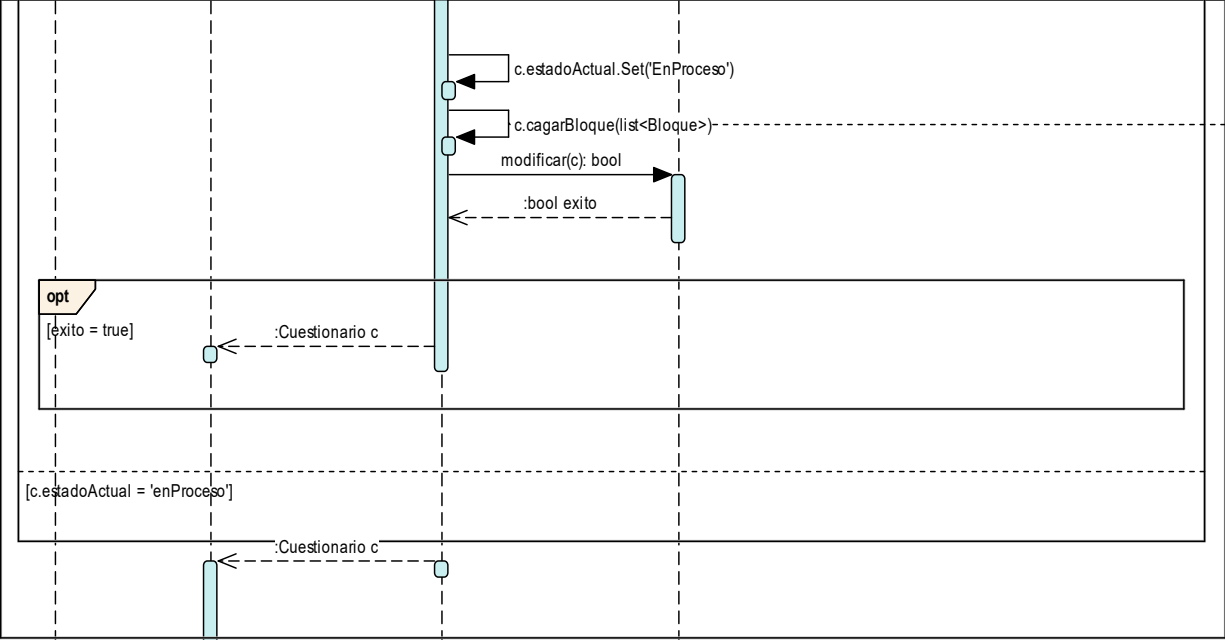 c.estadoActual.Set('EnProceso')
c.cagarBloque(list<Bloque>)
modificar(c): bool
:bool exito
opt
[exito = true]
:Cuestionario c
[c.estadoActual = 'enProceso']
:Cuestionario c